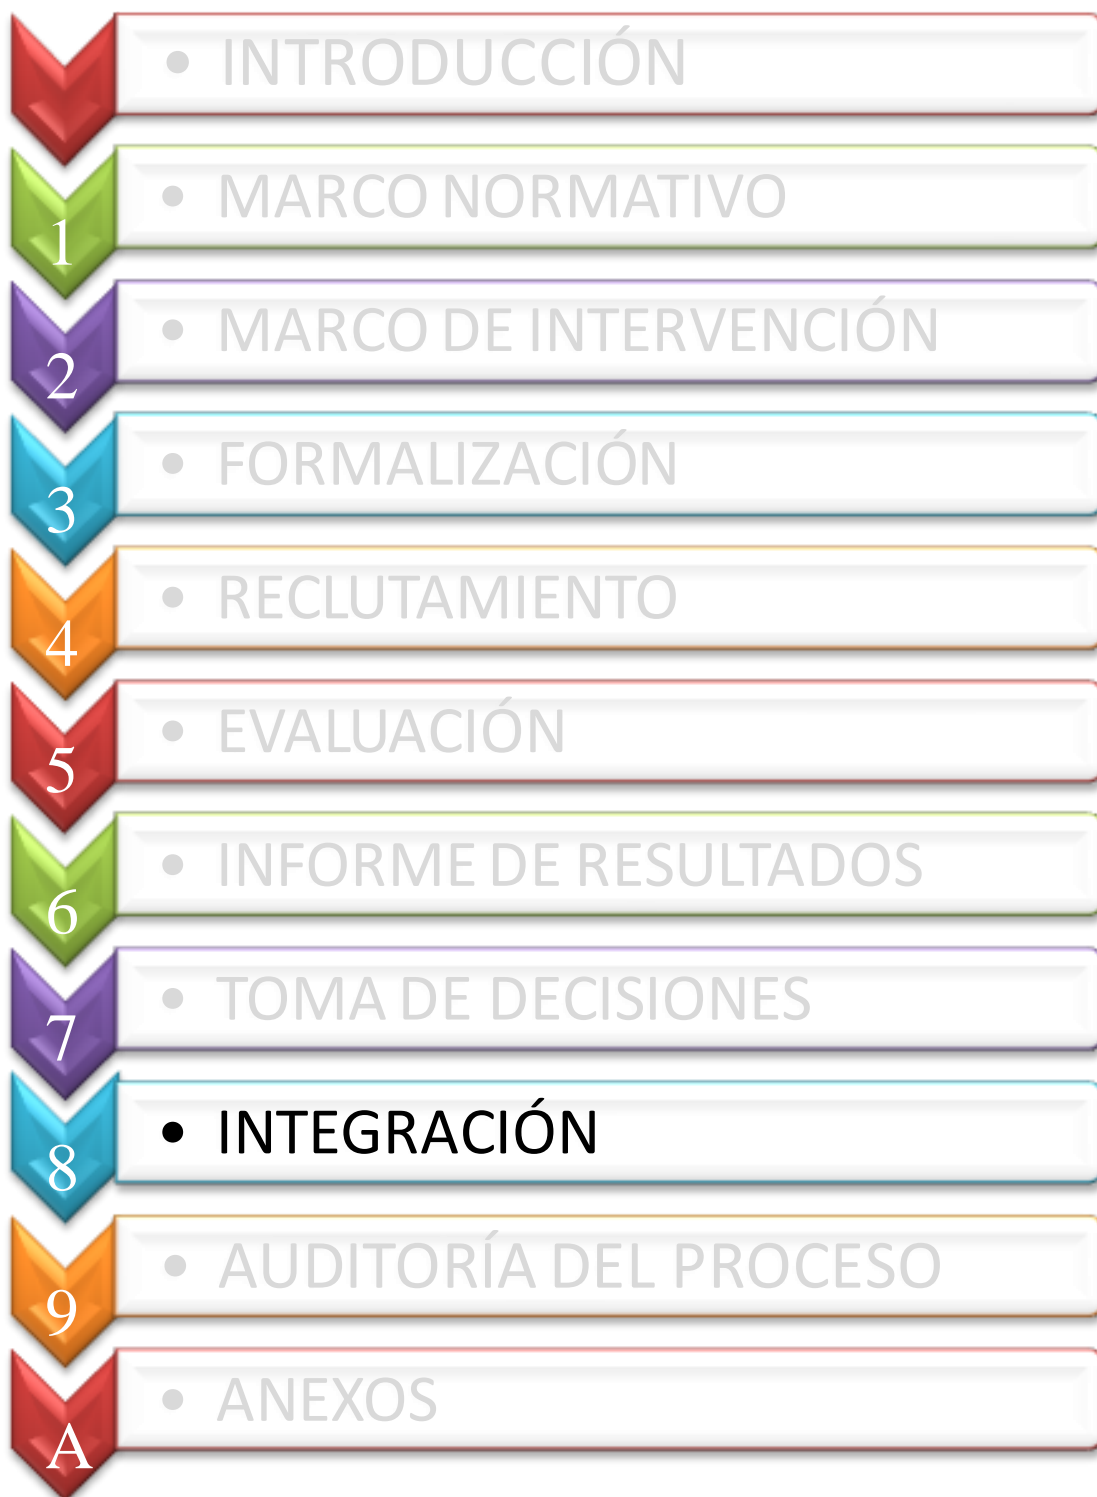 • INTRODUCCIÓN
1 • MARCO NORMATIVO
2 • MARCO DE INTERVENCIÓN
3 • FORMALIZACIÓN
4 • RECLUTAMIENTO
5 • EVALUACIÓN
6 • INFORME DE RESULTADOS
7 • TOMA DE DECISIONES
8 • INTEGRACIÓN
9 • AUDITORÍA DEL PROCESO
A • ANEXOS